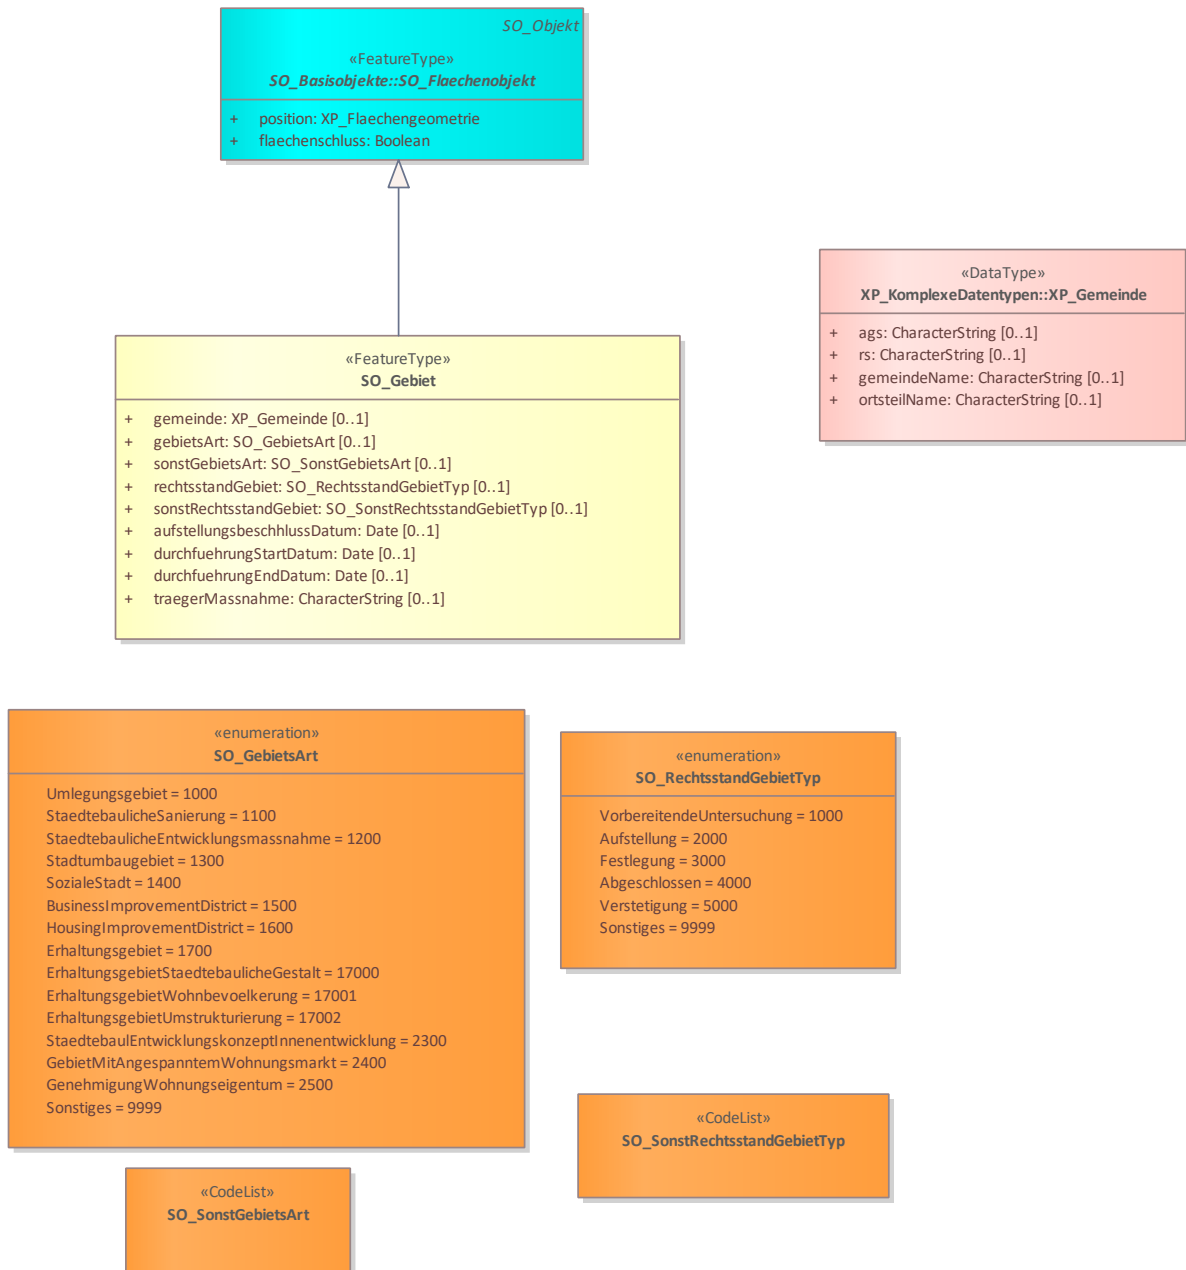 SO_Objekt
«FeatureType»
SO_Basisobjekte::SO_Flaechenobjekt
+ position: XP_Flaechengeometrie
+ flaechenschluss: Boolean
«DataType»
XP_KomplexeDatentypen::XP_Gemeinde
+ ags: CharacterString [0..1]
+ rs: CharacterString [0..1]
+ gemeindeName: CharacterString [0..1]
+ ortsteilName: CharacterString [0..1]
«FeatureType»
SO_Gebiet
+ gemeinde: XP_Gemeinde [0..1]
+ gebietsArt: SO_GebietsArt [0..1]
+ sonstGebietsArt: SO_SonstGebietsArt [0..1]
+ rechtsstandGebiet: SO_RechtsstandGebietTyp [0..1]
+ sonstRechtsstandGebiet: SO_SonstRechtsstandGebietTyp [0..1]
+ aufstellungsbeschhlussDatum: Date [0..1]
+ durchfuehrungStartDatum: Date [0..1]
+ durchfuehrungEndDatum: Date [0..1]
+ traegerMassnahme: CharacterString [0..1]
«enumeration»
SO_GebietsArt
Umlegungsgebiet = 1000
StaedtebaulicheSanierung = 1100
StaedtebaulicheEntwicklungsmassnahme = 1200
Stadtumbaugebiet = 1300
SozialeStadt = 1400
BusinessImprovementDistrict = 1500
HousingImprovementDistrict = 1600
Erhaltungsgebiet = 1700
ErhaltungsgebietStaedtebaulicheGestalt = 17000
ErhaltungsgebietWohnbevoelkerung = 17001
ErhaltungsgebietUmstrukturierung = 17002
StaedtebaulEntwicklungskonzeptInnenentwicklung = 2300
GebietMitAngespanntemWohnungsmarkt = 2400
GenehmigungWohnungseigentum = 2500
Sonstiges = 9999
«enumeration»
SO_RechtsstandGebietTyp
VorbereitendeUntersuchung = 1000
Aufstellung = 2000
Festlegung = 3000
Abgeschlossen = 4000
Verstetigung = 5000
Sonstiges = 9999
«CodeList»
SO_SonstRechtsstandGebietTyp
«CodeList»
SO_SonstGebietsArt